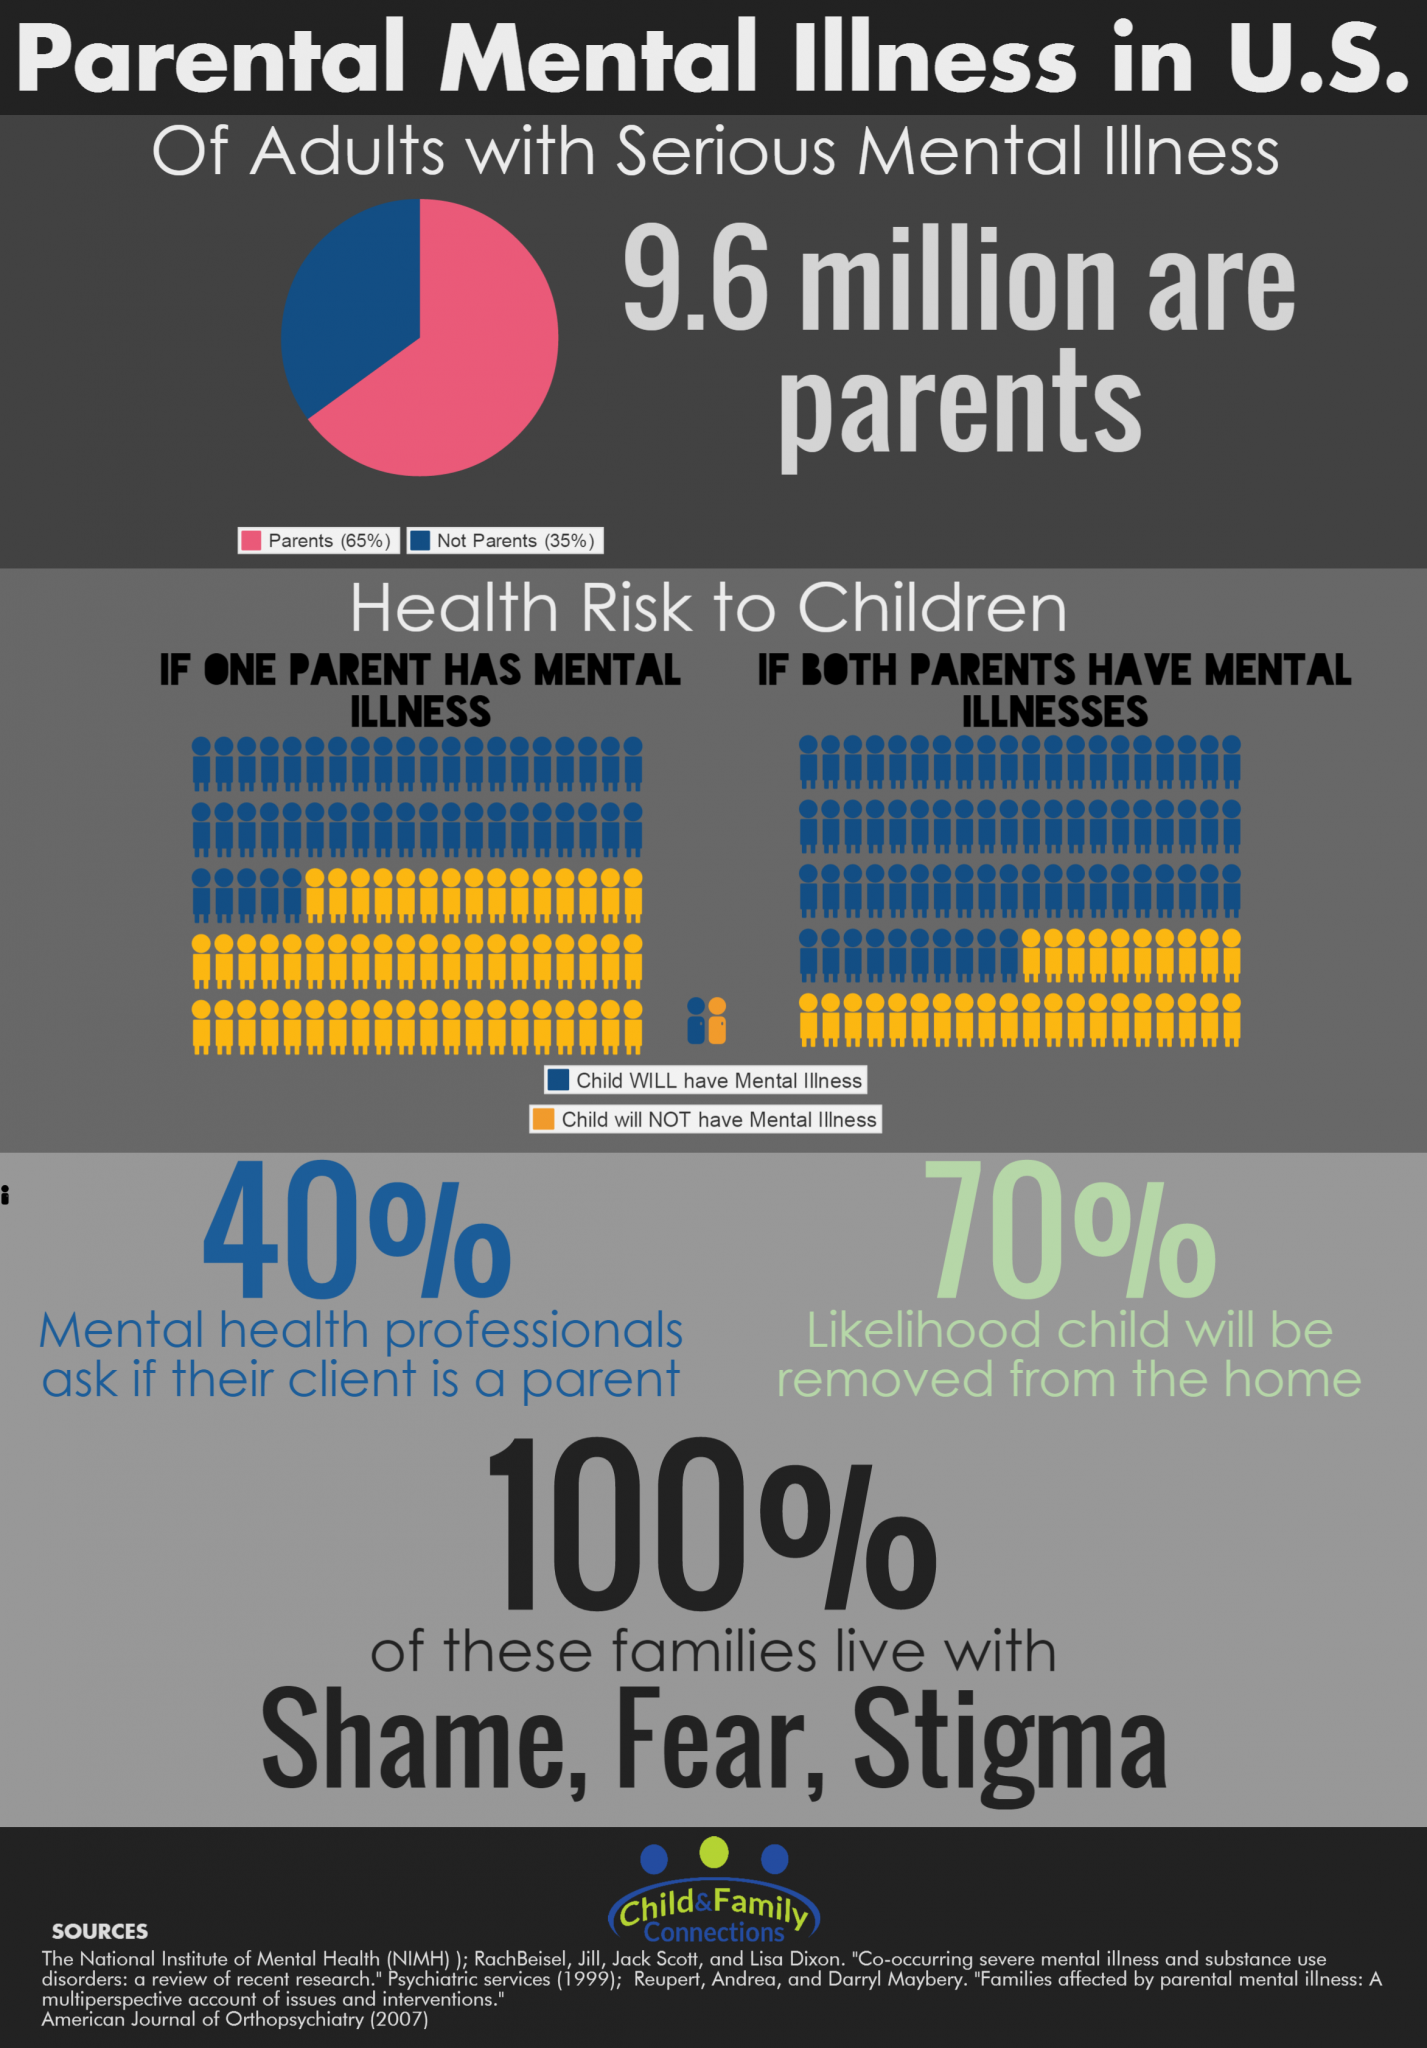 Parental Mental Illness in U.S.
Of Adults with Serious Mental Illness
9.6 million are
parents
Parents (65%)
Not Parents (35%)
Health Risk to Children
IF ONE PARENT HAS MENTAL
ILLNESS
IF BOTH PARENTS HAVE MENTAL
ILLNESSES
Child WILL have Mental Illness
Child will NOT have Mental Illness
40%
Mental health professionals
ask if their client is a parent
70%
Likelihood child will be
removed from the home
100%
of these families live with
Shame, Fear, Stigma
Child&Family
Connections
SOURCES
The National Institute of Mental Health (NIMH) ); RachBeisel, Jill, Jack Scott, and Lisa Dixon. "Co-occurring severe mental illness and substance use
disorders: a review of recent research." Psychiatric services (1999);  Reupert, Andrea, and Darryl Maybery. "Families affected by parental mental illness: A
multiperspective account of issues and interventions."
American Journal of Orthopsychiatry (2007)